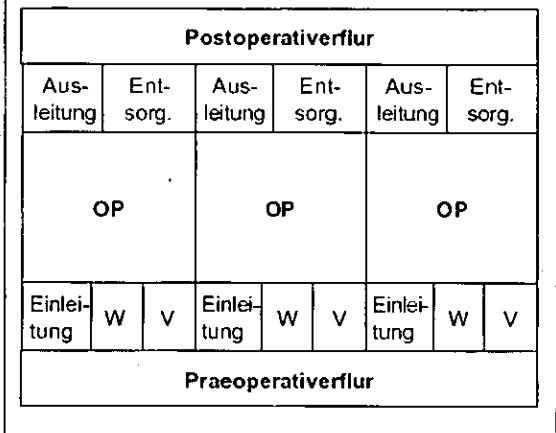 Postoperativerflur
Aus- Ent- Aus- Ent- Aus- Ent-
leitung sorg. leitung sorg. leitung sorg.
OP OP OP
Einlei- W V Einlei- W V Einlei- W V
tung tung tung
Praeoperativerflur